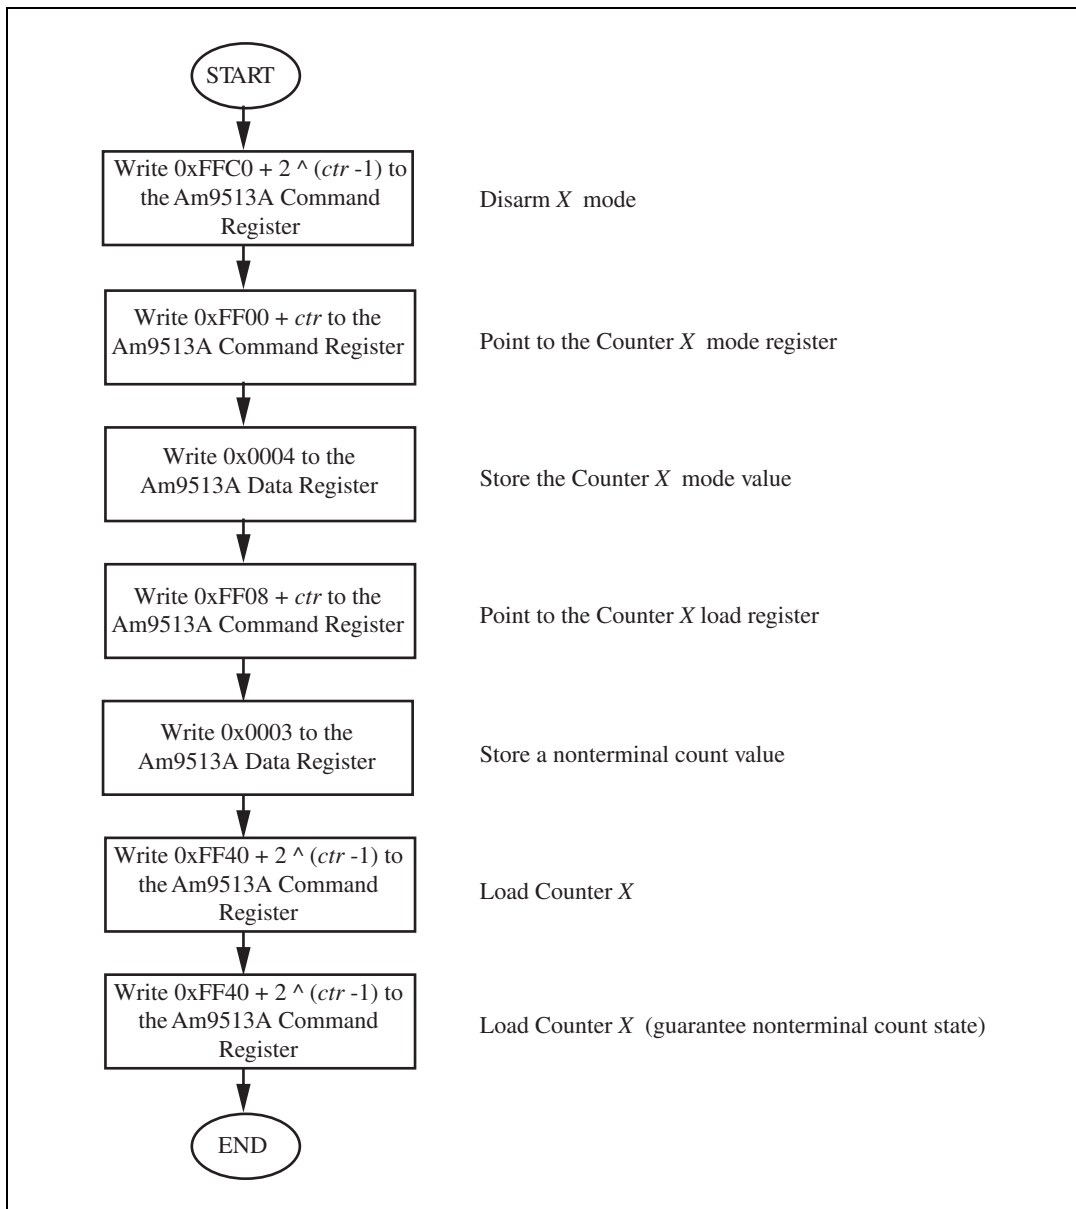 START
Write 0xFFC0 + 2 ^ (ctr -1) to
the Am9513A Command
Register
Disarm X mode
Write 0xFF00 + ctr to the
Am9513A Command Register
Point to the Counter X mode register
Write 0x0004 to the
Am9513A Data Register
Store the Counter X mode value
Write 0xFF08 + ctr to the
Am9513A Command Register
Point to the Counter X load register
Write 0x0003 to the
Am9513A Data Register
Store a nonterminal count value
Write 0xFF40 + 2 ^ (ctr -1) to
the Am9513A Command
Register
Load Counter X
Write 0xFF40 + 2 ^ (ctr -1) to
the Am9513A Command
Register
Load Counter X (guarantee nonterminal count state)
END